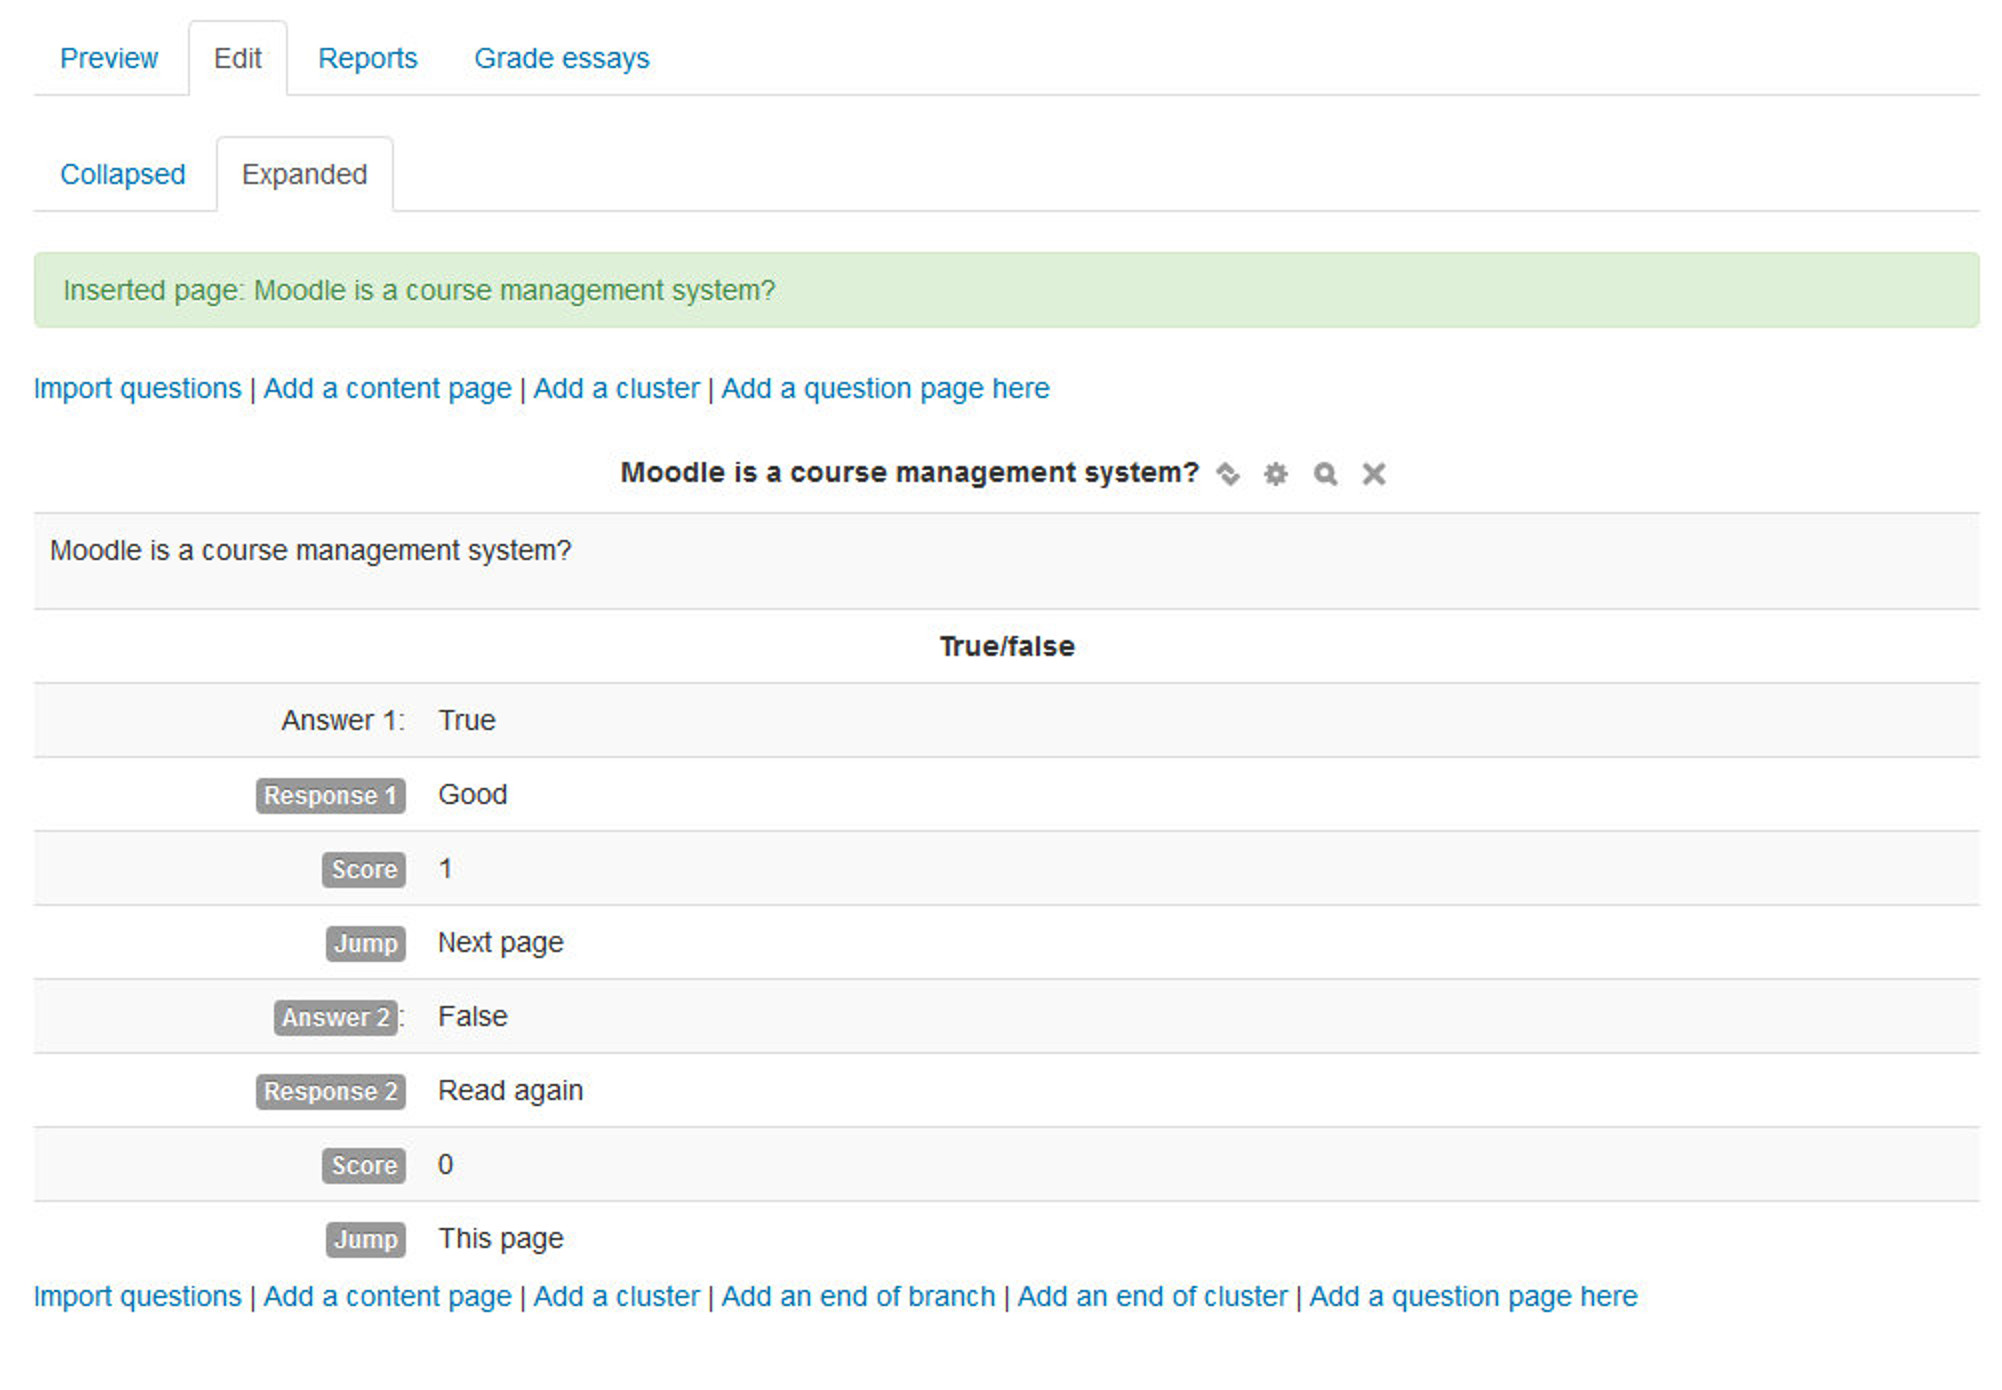 Preview Edit Reports Grade essays
Collapsed Expanded
Inserted page: Moodle is a course management system?
Import questions | Add a content page | Add a cluster | Add a question page here
Moodle is a course management system?
Moodle is a course management system?
True/false
Answer 1: True
Response 1 Good
Score 1
Jump Next page
Answer 2: False
Response 2 Read again
Score 0
Jump This page
Import questions | Add a content page | Add a cluster | Add an end of branch | Add an end of cluster | Add a question page here